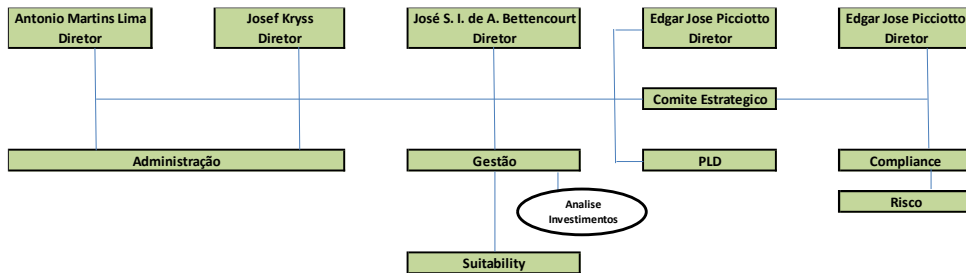 Antonio Martins Lima
Diretor
Josef Kryss
Diretor
José S. I. de A. Bettencourt
Diretor
Edgar Jose Picciotto
Diretor
Edgar Jose Picciotto
Diretor
Comite Estrategico
Administração
Gestão
PLD
Compliance
Analise
Investimentos
Risco
Suitability